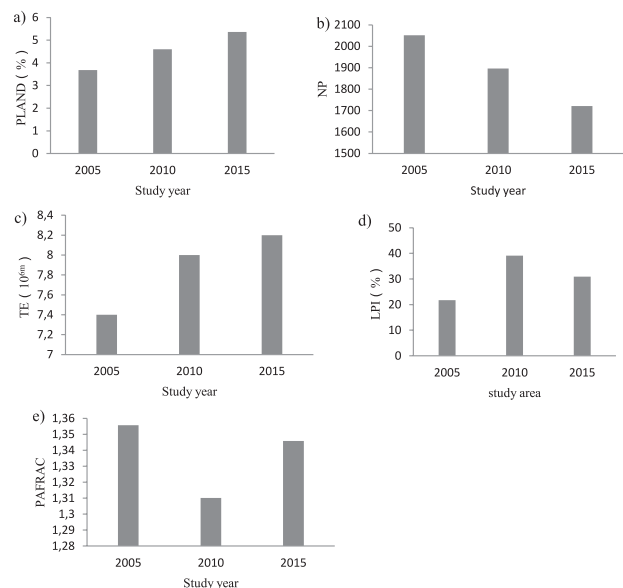 a)
PLAND ( % )
6
5
4
3
2
1
0
2005 2010 2015
Study year
b)
NP
2100
2000
1900
1800
1700
1600
1500
2005 2010 2015
Study year
c)
TE ( 10⁶ᵐ)
8,4
8,2
8
7,8
7,6
7,4
7,2
7
2005 2010 2015
Study year
d)
LPI ( % )
50
40
30
20
10
0
2005 2010 2015
study area
e)
PAFRAC
1,36
1,35
1,34
1,33
1,32
1,31
1,3
1,29
1,28
2005 2010 2015
Study year